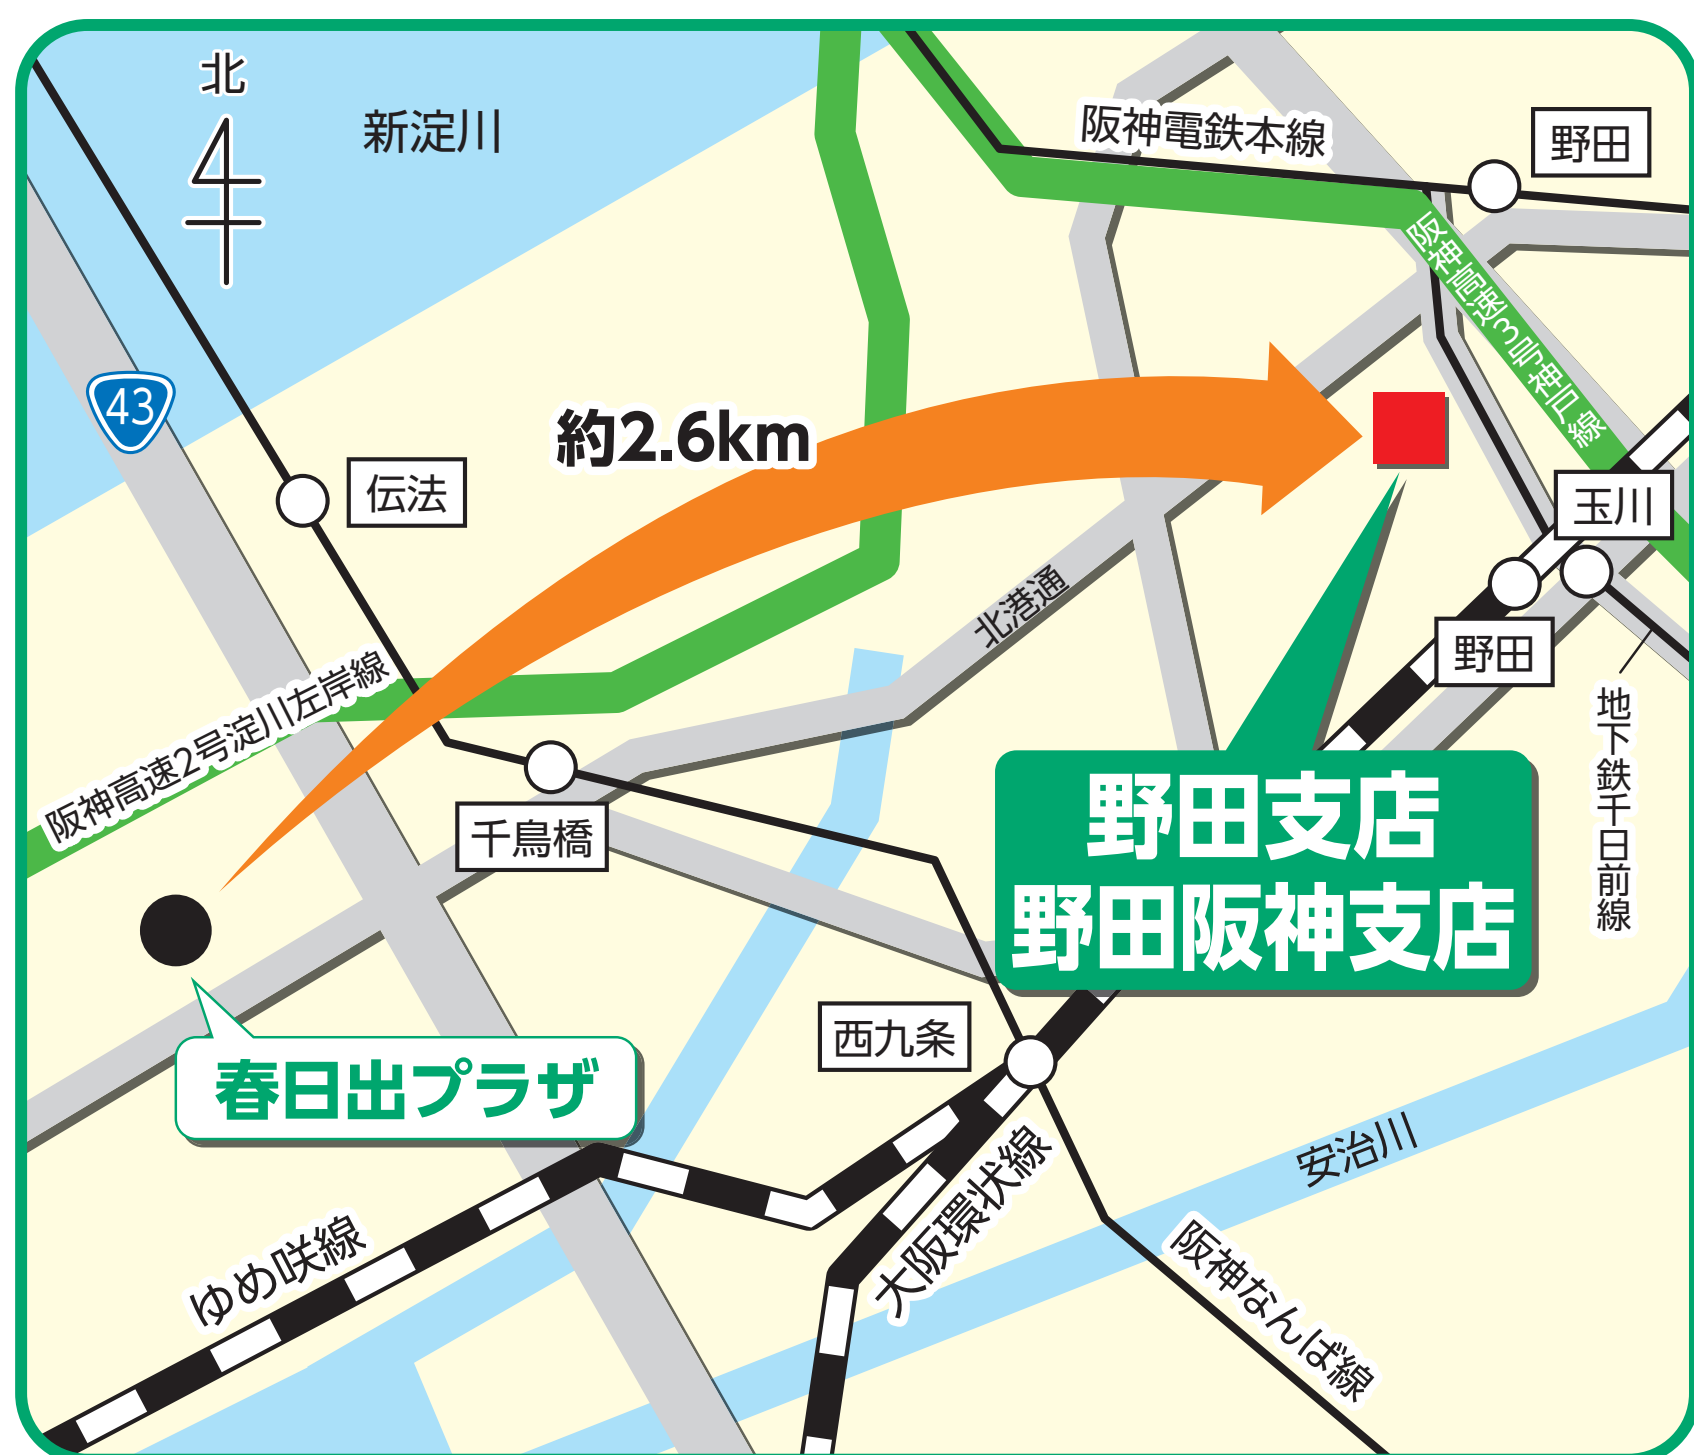 北
新淀川
阪神電鉄本線
野田
阪神高速3号神戸線
43
約2.6km
伝法
玉川
北港通
野田
阪神高速2号淀川左岸線
地下鉄千日前線
千鳥橋
野田支店
野田阪神支店
西九条
春日出プラザ
安治川
大阪環状線
ゆめ咲線
阪神なんば線